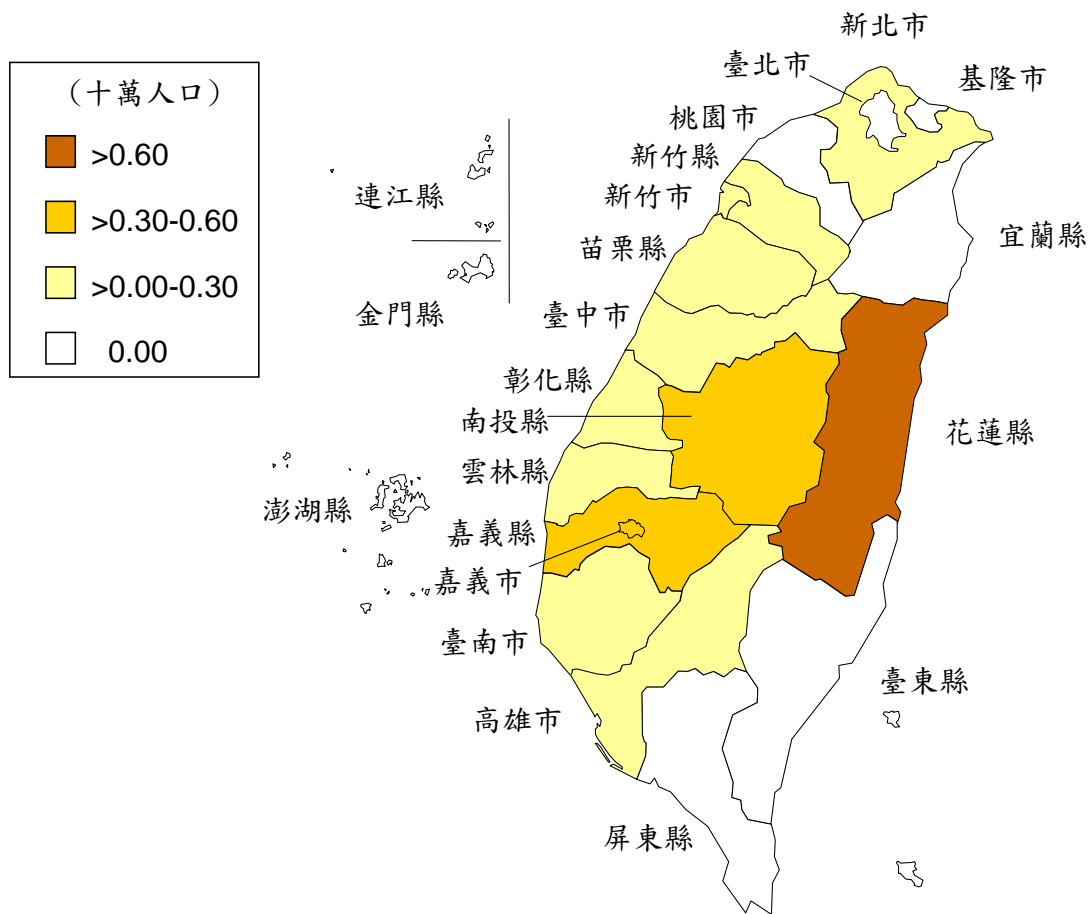 （十萬人口）
>0.60
>0.30-0.60
>0.00-0.30
0.00
新北市
臺北市
基隆市
桃園市
新竹縣
新竹市
連江縣
苗栗縣
宜蘭縣
金門縣
臺中市
彰化縣
南投縣
花蓮縣
雲林縣
澎湖縣
嘉義縣
嘉義市
臺南市
臺東縣
高雄市
屏東縣